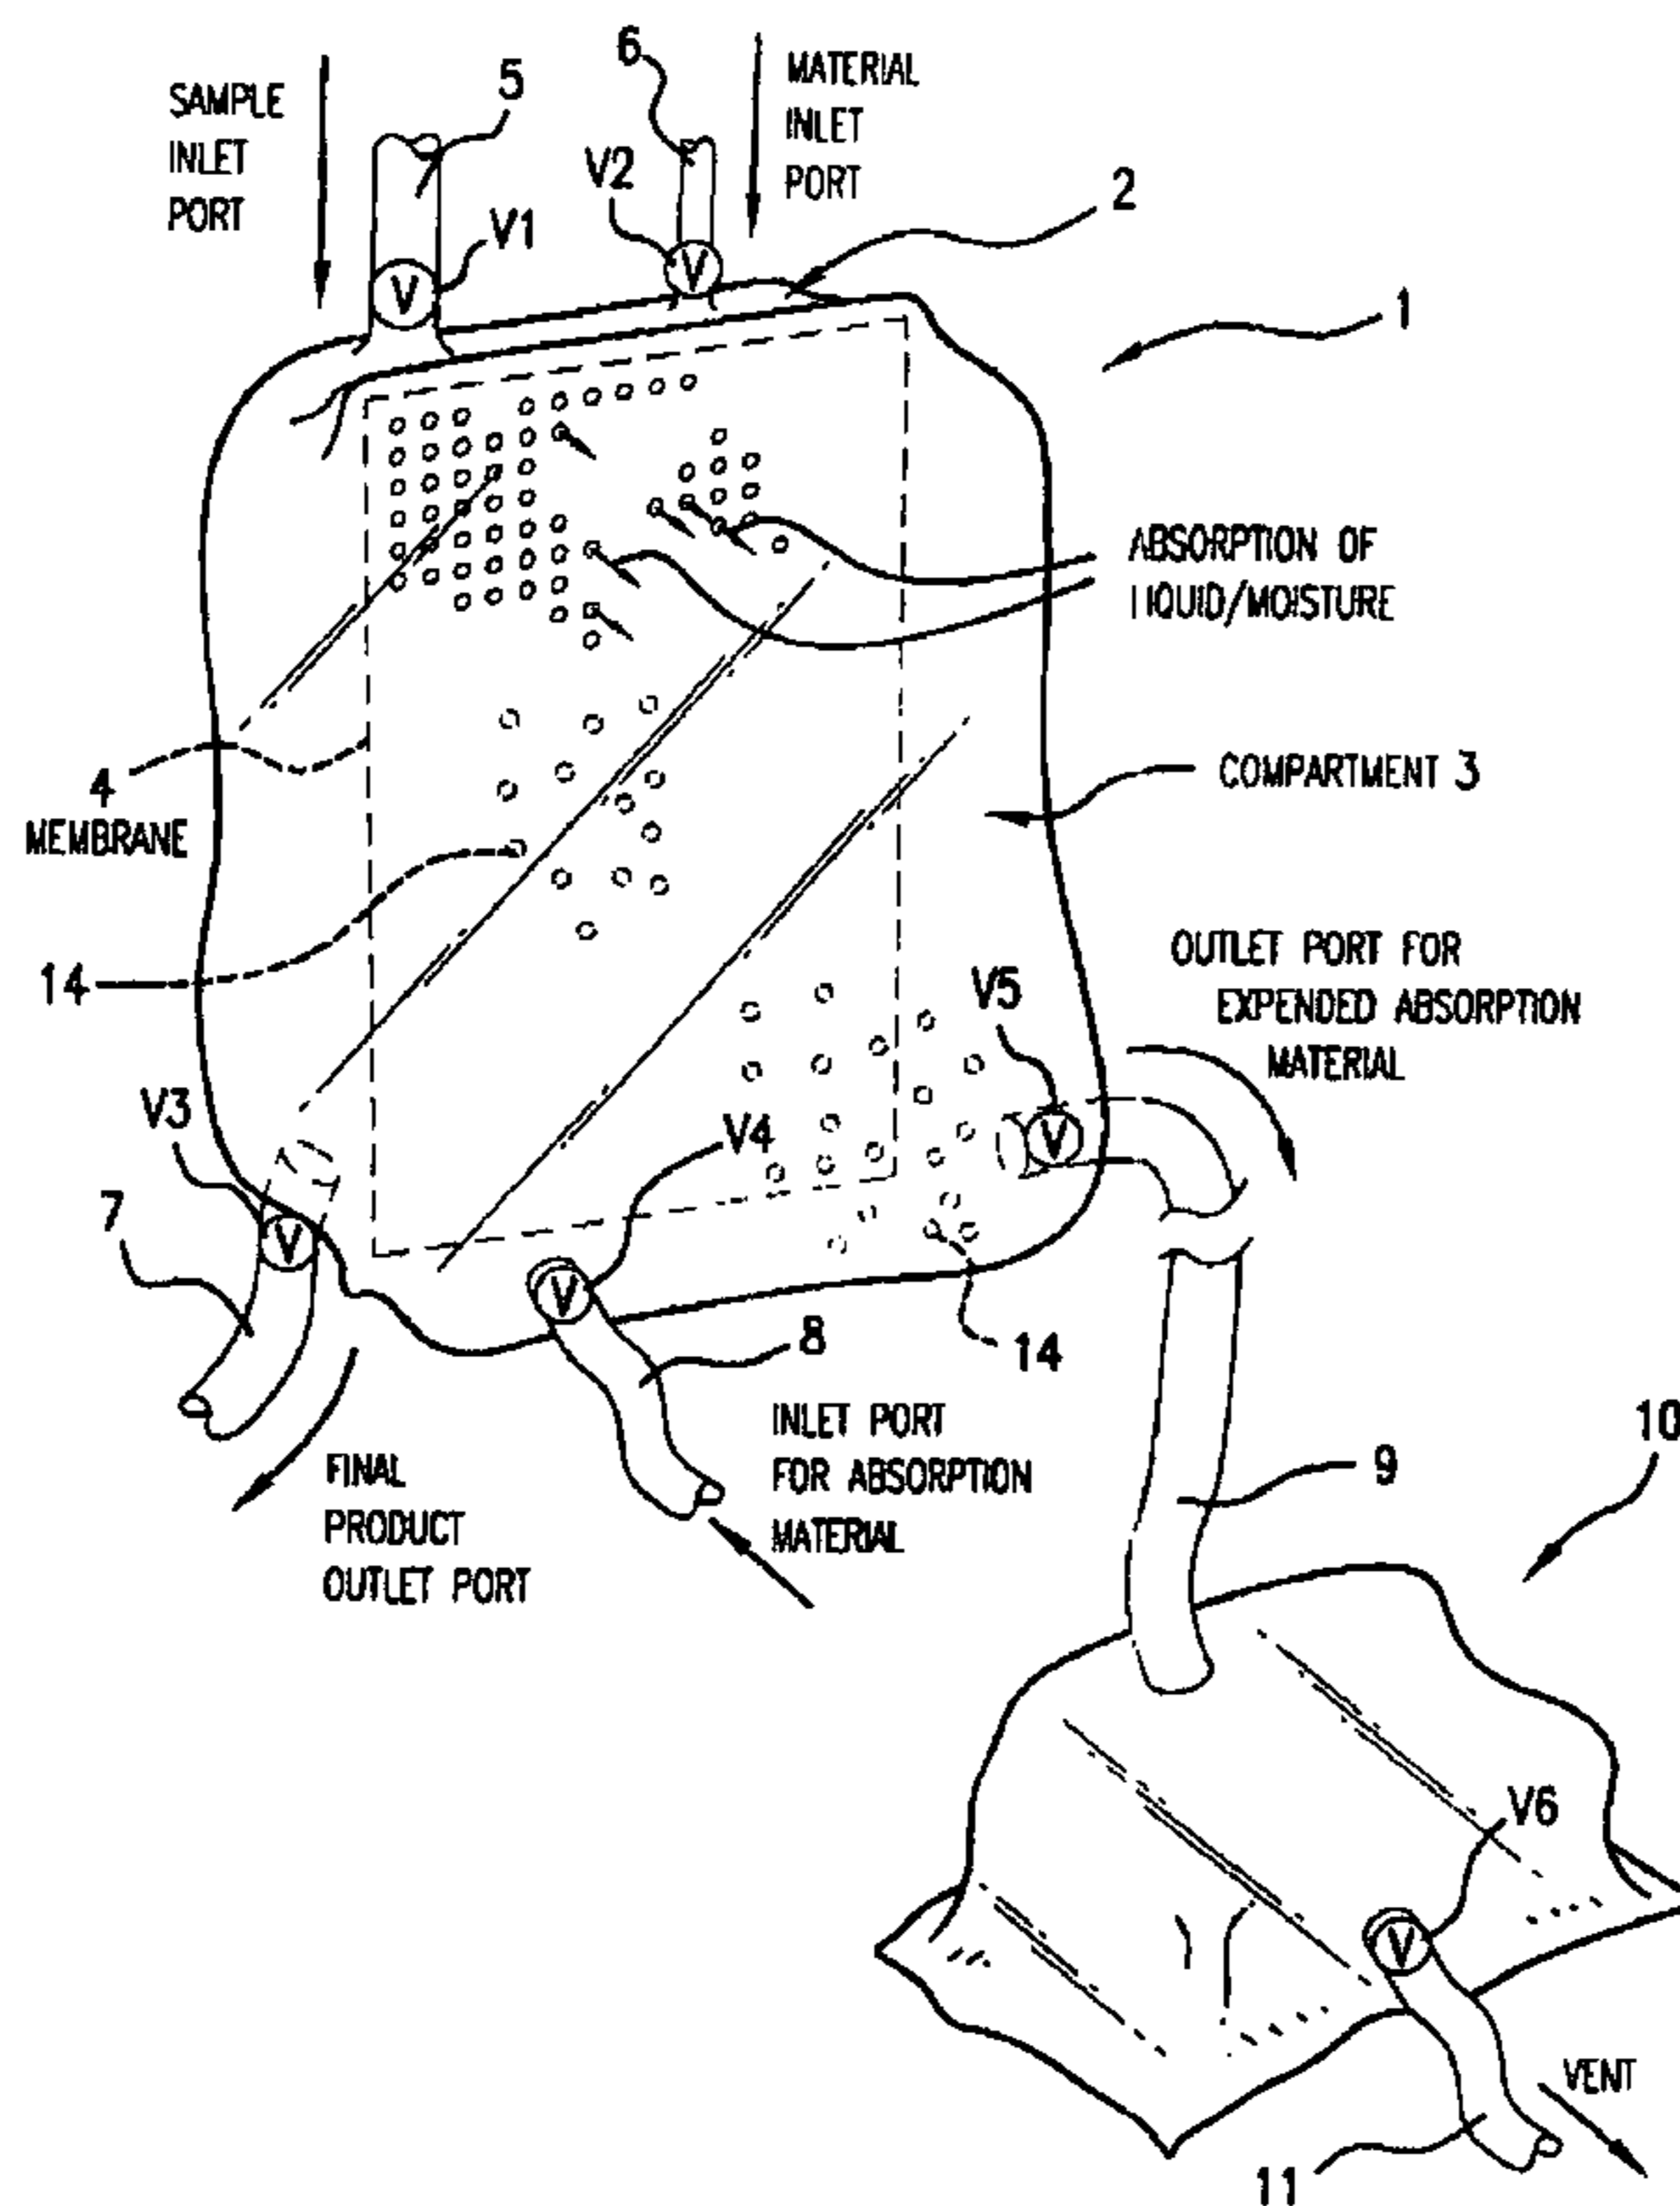 SAMPLE
INLET
PORT
5
6
MATERIAL
INLET
PORT
V1
V2
V
V
2
1
ABSORPTION OF
LIQUID/MOISTURE
4
MEMBRANE
COMPARTMENT 3
14
OUTLET PORT FOR
EXPENDED ABSORPTION
MATERIAL
V5
V
V3
V4
7
V
V
8
14
FINAL
PRODUCT
OUTLET PORT
INLET PORT
FOR ABSORPTION
MATERIAL
9
10
V6
V
VENT
11